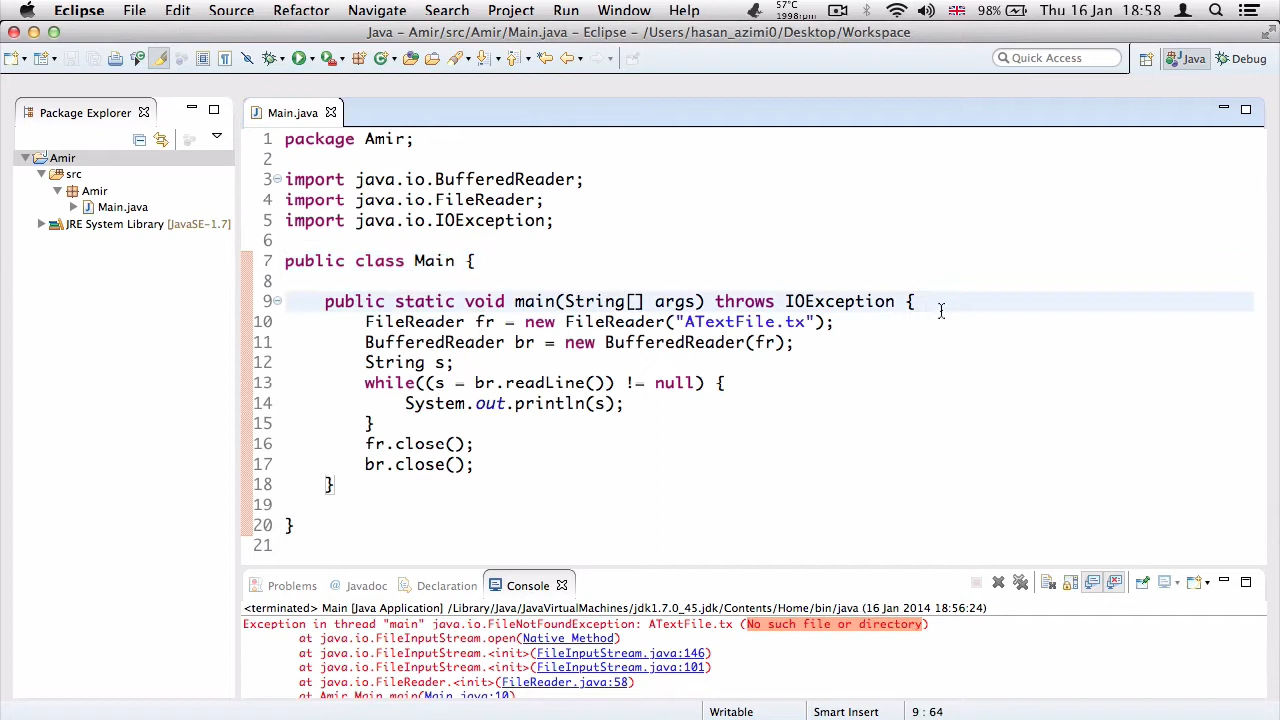 Eclipse File Edit Source Refactor Navigate Search Project Run Window Help 57°C 1998rpm 98% Thu 16 Jan 18:58
Java - Amir/src/Amir/Main.java - Eclipse - /Users/hasan_azimi0/Desktop/Workspace
Quick Access Java Debug
Package Explorer
Amir
src
Amir
Main.java
JRE System Library [JavaSE-1.7]
Main.java
1 package Amir;
2
3 import java.io.BufferedReader;
4 import java.io.FileReader;
5 import java.io.IOException;
6
7 public class Main {
8
9 public static void main(String[] args) throws IOException {
10 FileReader fr = new FileReader("ATextFile.tx");
11 BufferedReader br = new BufferedReader(fr);
12 String s;
13 while((s = br.readLine()) != null) {
14 System.out.println(s);
15 }
16 fr.close();
17 br.close();
18 }
19
20 }
21
Problems @ Javadoc Declaration Console
<terminated> Main [Java Application] /Library/Java/JavaVirtualMachines/jdk1.7.0_45.jdk/Contents/Home/bin/java (16 Jan 2014 18:56:24)
Exception in thread "main" java.io.FileNotFoundException: ATextFile.tx (No such file or directory)
at java.io.FileInputStream.open(Native Method)
at java.io.FileInputStream.<init>(FileInputStream.java:146)
at java.io.FileInputStream.<init>(FileInputStream.java:101)
at java.io.FileReader.<init>(FileReader.java:58)
at Amir.Main.main(Main.java:10)
Writable Smart Insert 9 : 64